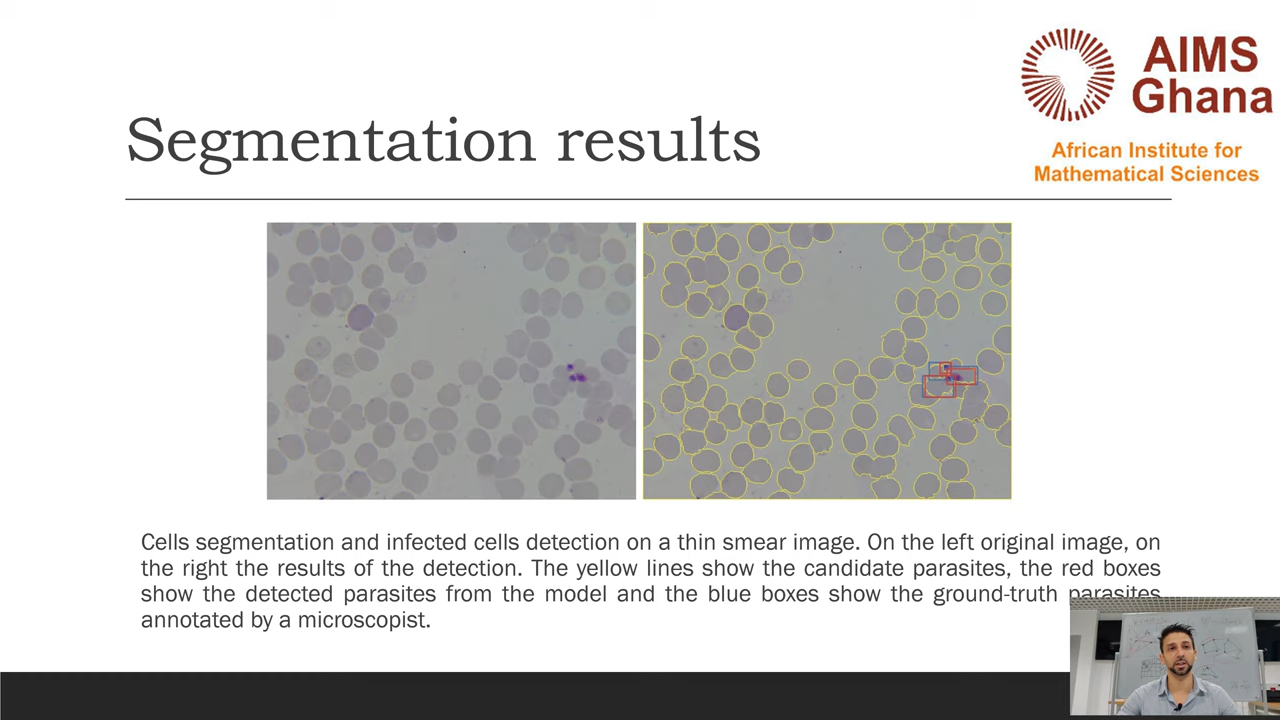 AIMS
Ghana
African Institute for
Mathematical Sciences
Segmentation results
Cells segmentation and infected cells detection on a thin smear image. On the left original image, on
the right the results of the detection. The yellow lines show the candidate parasites, the red boxes
show the detected parasites from the model and the blue boxes show the ground-truth parasites
annotated by a microscopist.